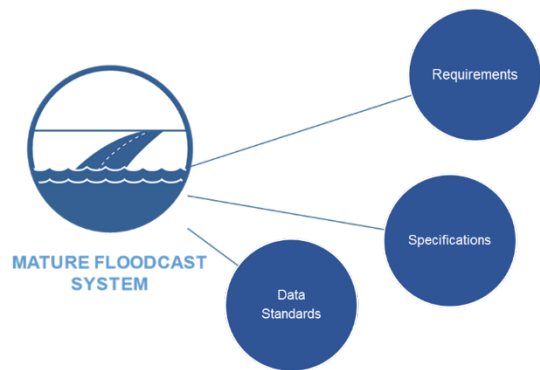 Requirements
Specifications
MATURE FLOODCAST
SYSTEM
Data
Standards